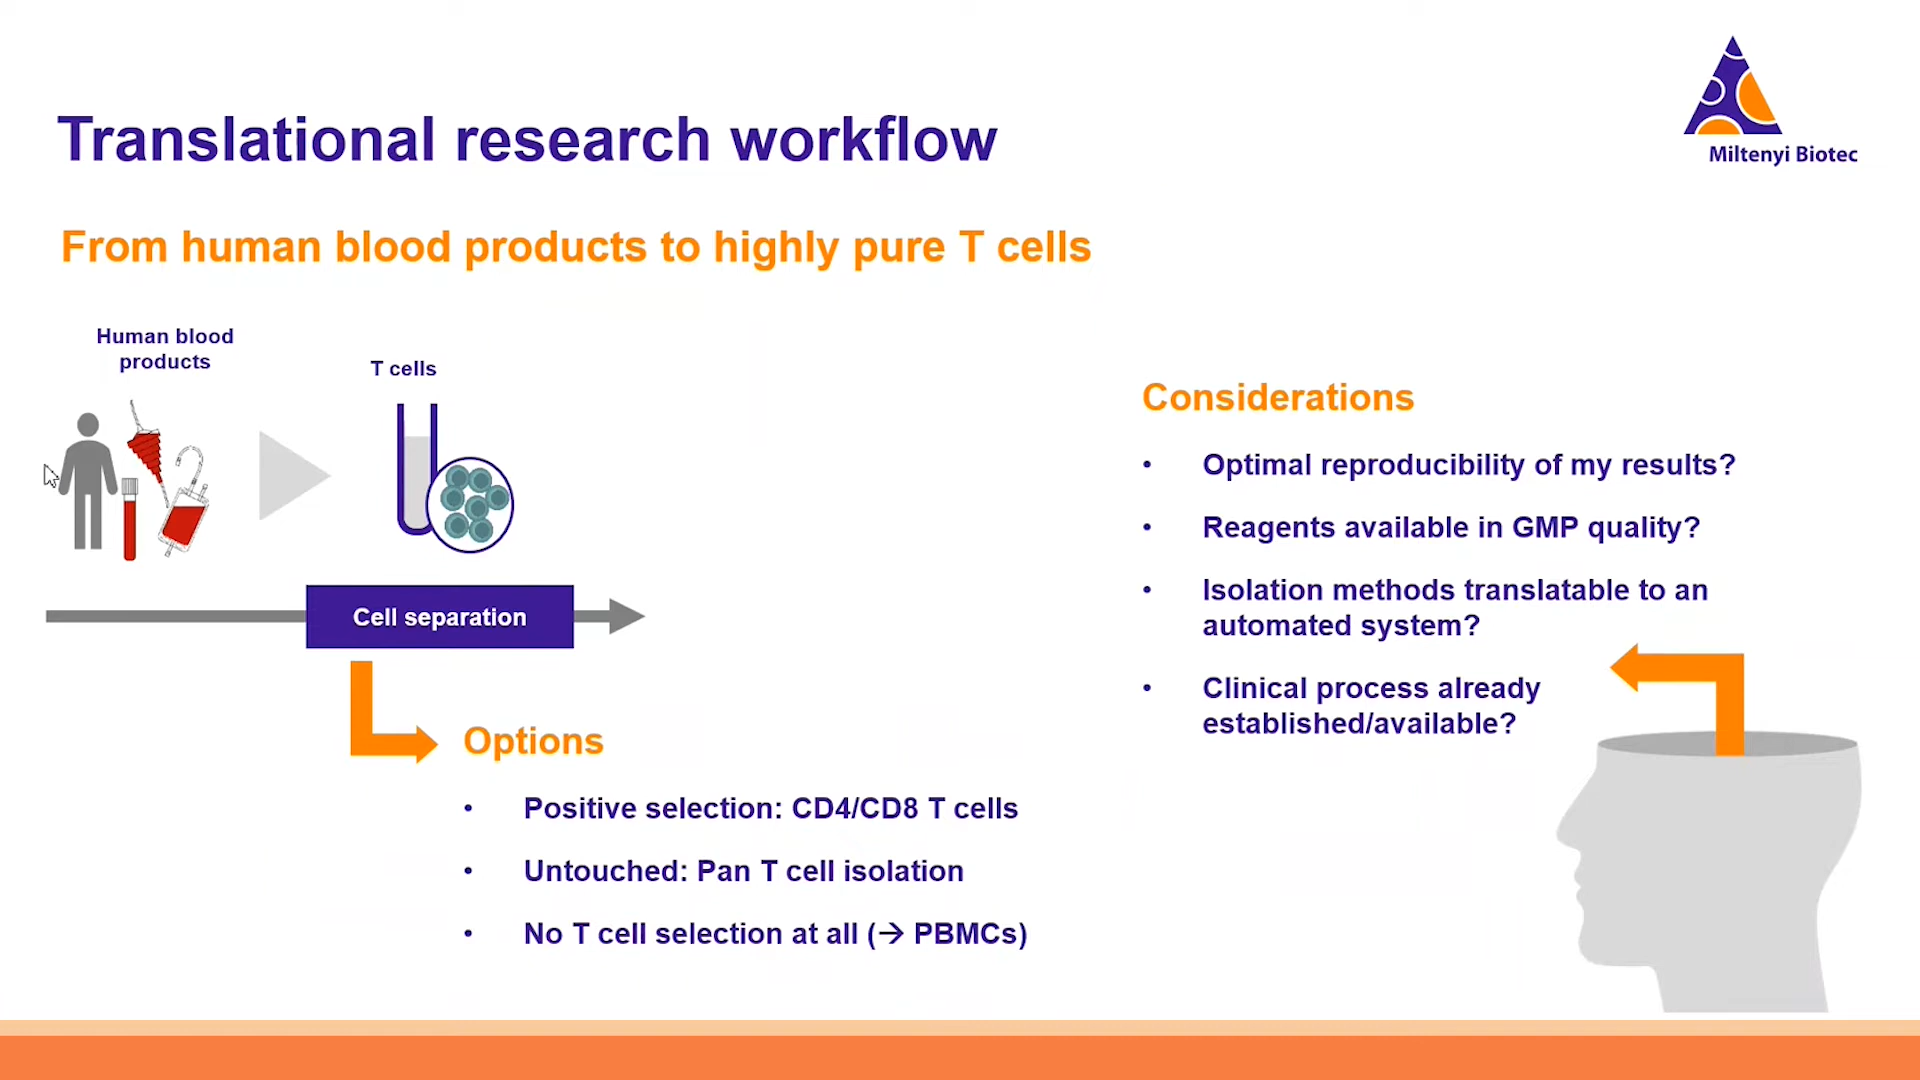 Miltenyi Biotec
Translational research workflow
From human blood products to highly pure T cells
Human blood
products
T cells
Cell separation
Options
• Positive selection: CD4/CD8 T cells
• Untouched: Pan T cell isolation
• No T cell selection at all (→ PBMCs)
Considerations
• Optimal reproducibility of my results?
• Reagents available in GMP quality?
• Isolation methods translatable to an
automated system?
• Clinical process already
established/available?